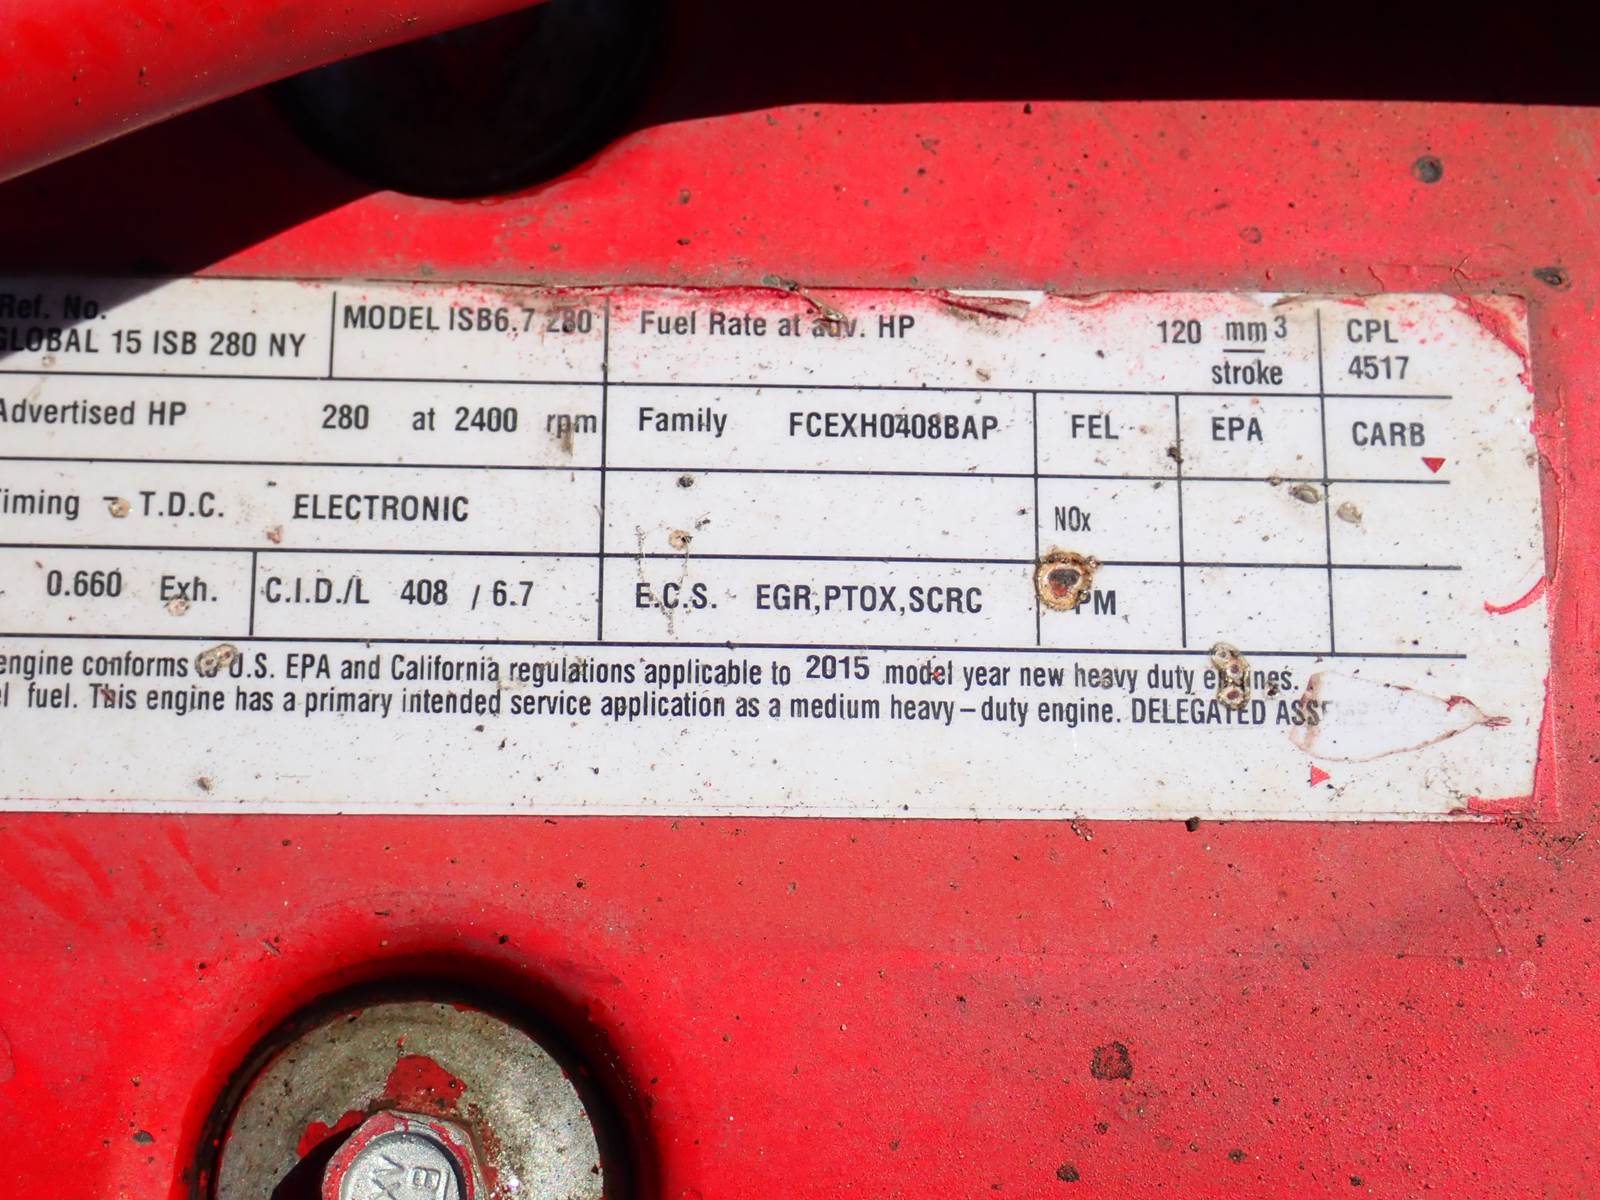 Ref. No.
GLOBAL 15 ISB 280 NY
MODEL ISB6.7 280
Fuel Rate at adv. HP 120 mm3
stroke
CPL
4517
Advertised HP 280 at 2400 rpm
Family FCEXH0408BAP
FEL
EPA
CARB
Timing - T.D.C. ELECTRONIC
NOx
0.660 Exh.
C.I.D./L 408 / 6.7
E.C.S. EGR,PTOX,SCRC
PM
engine conforms U.S. EPA and California regulations applicable to 2015 model year new heavy duty engines.
fuel. This engine has a primary intended service application as a medium heavy-duty engine. DELEGATED